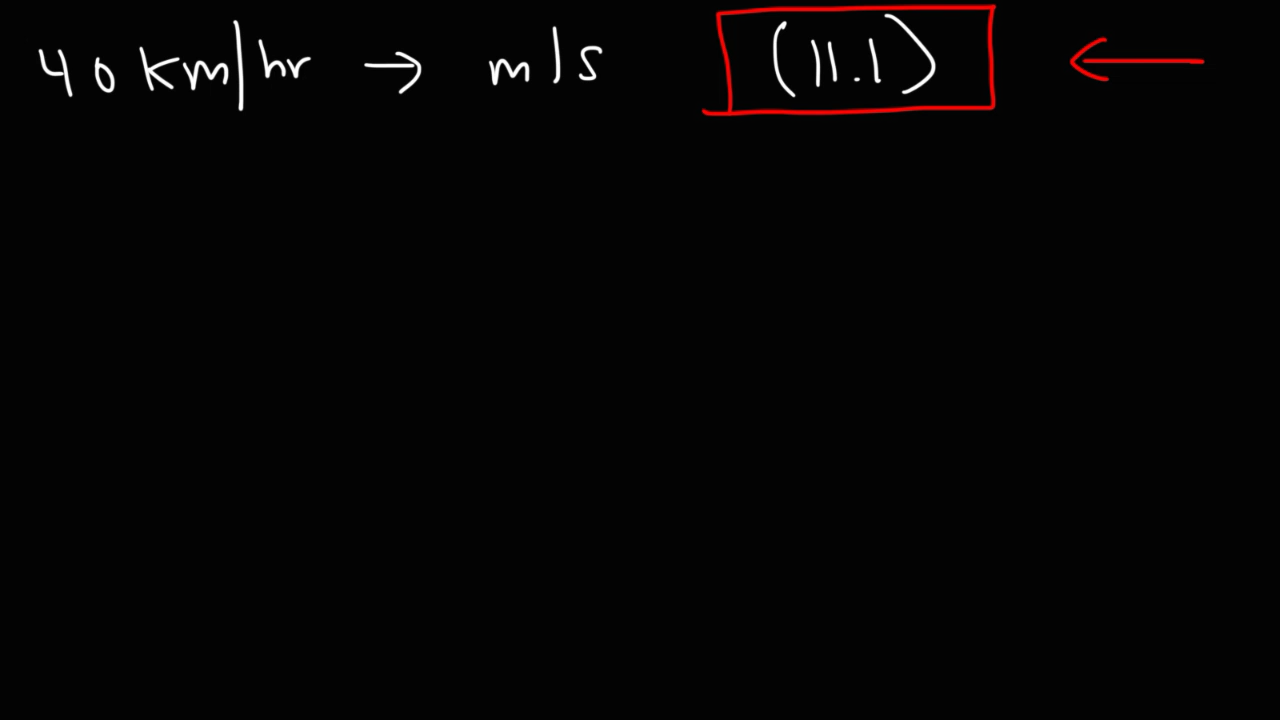 40 km/hr → m/s (11.1) ←